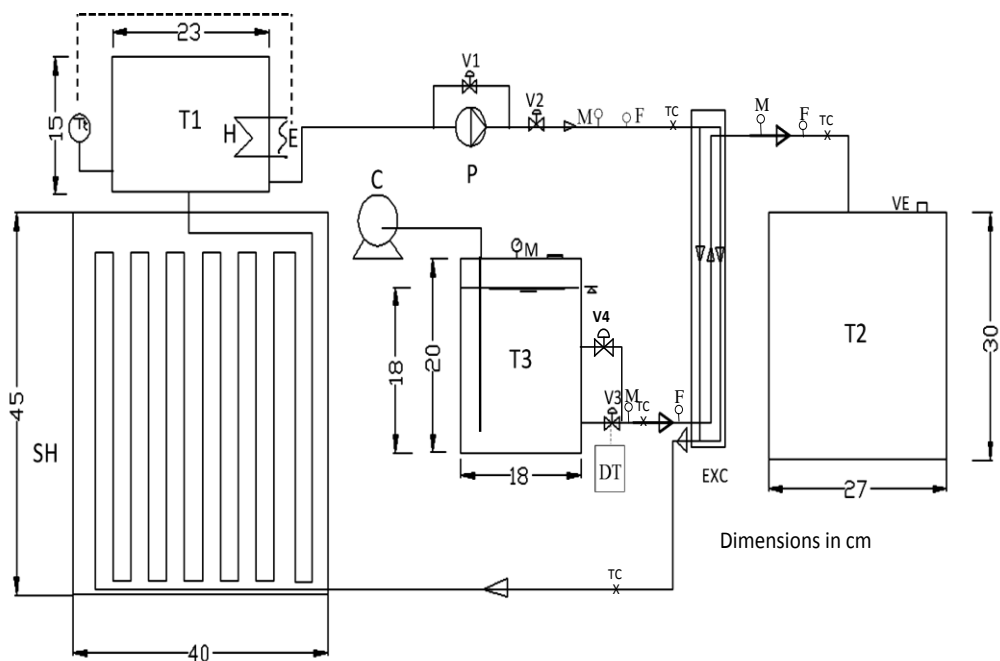 23
V1
15
Tt
T1
H
E
V2
M
F
TC
M
F
TC
P
C
VE
M
V4
T3
18
20
T2
30
45
SH
V3
M
TC
F
DT
18
EXC
27
Dimensions in cm
TC
40